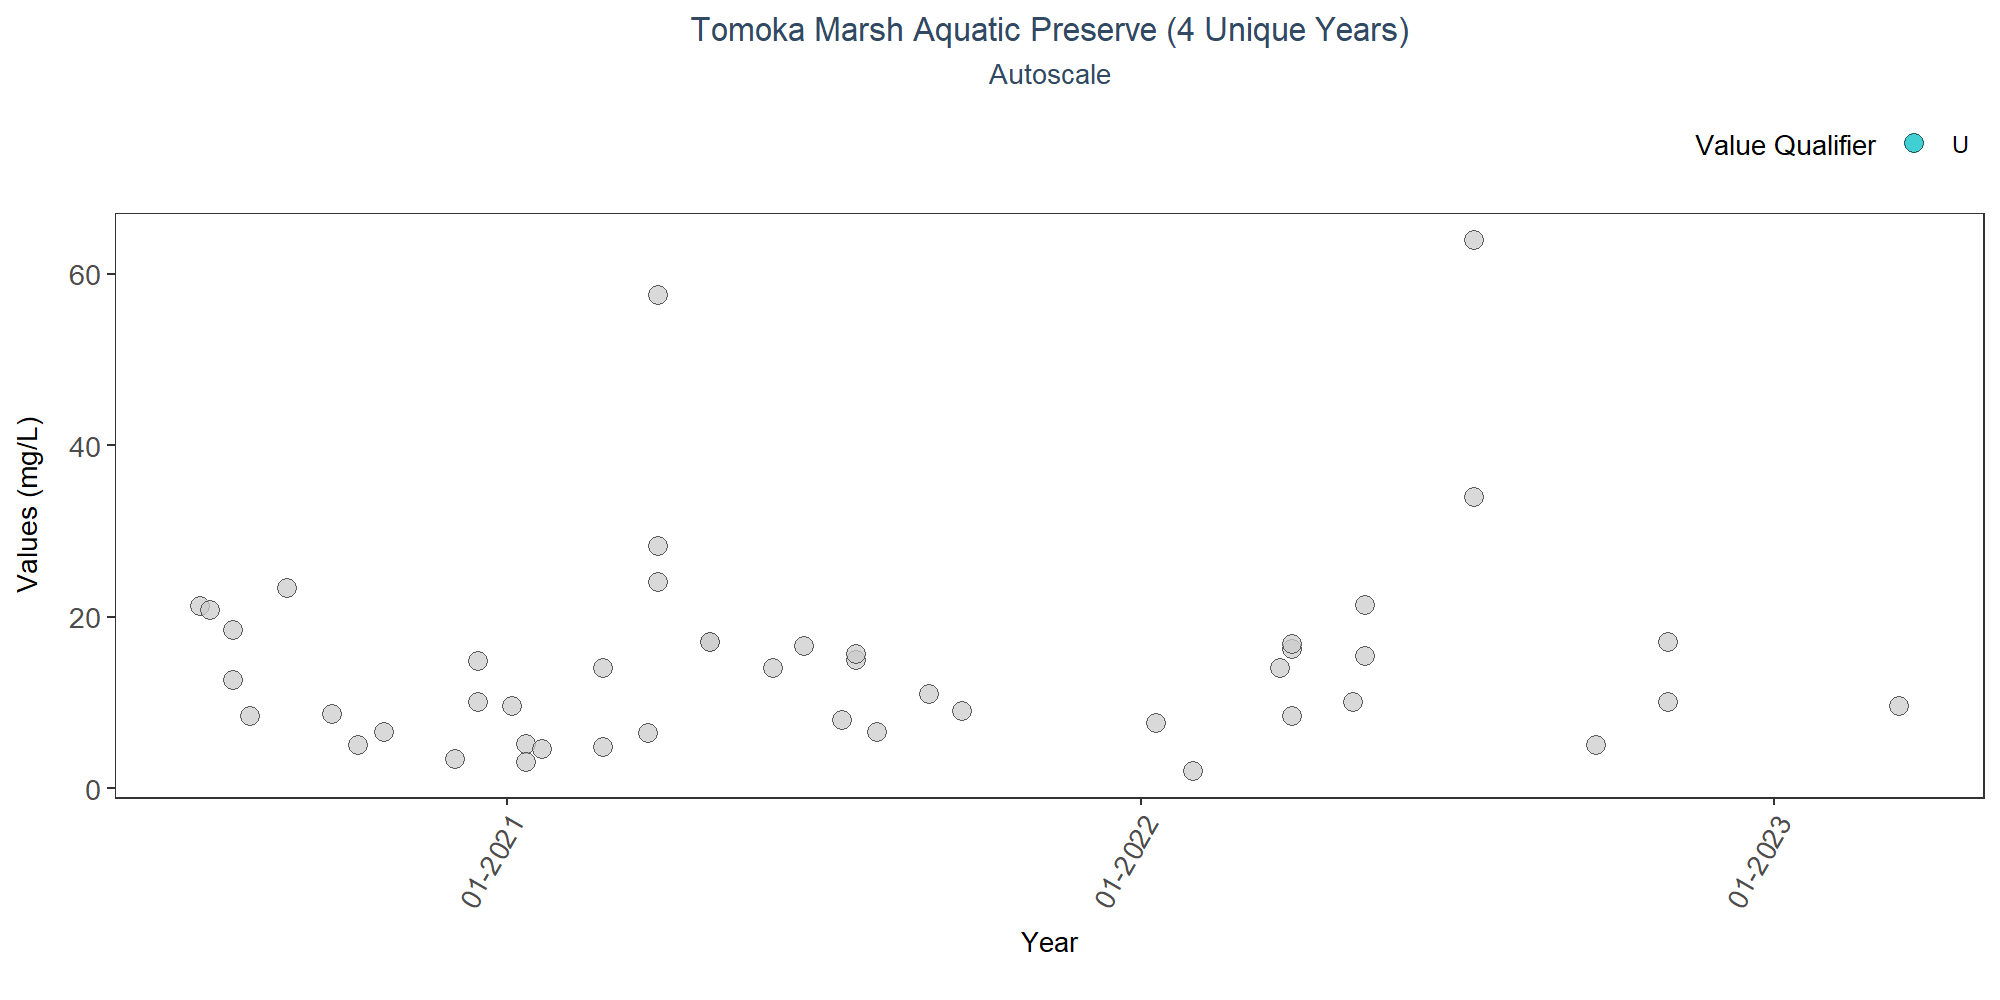 Tomoka Marsh Aquatic Preserve (4 Unique Years)
Autoscale
Value Qualifier U
60
40
20
0
Values (mg/L)
01-2021
01-2022
01-2023
Year